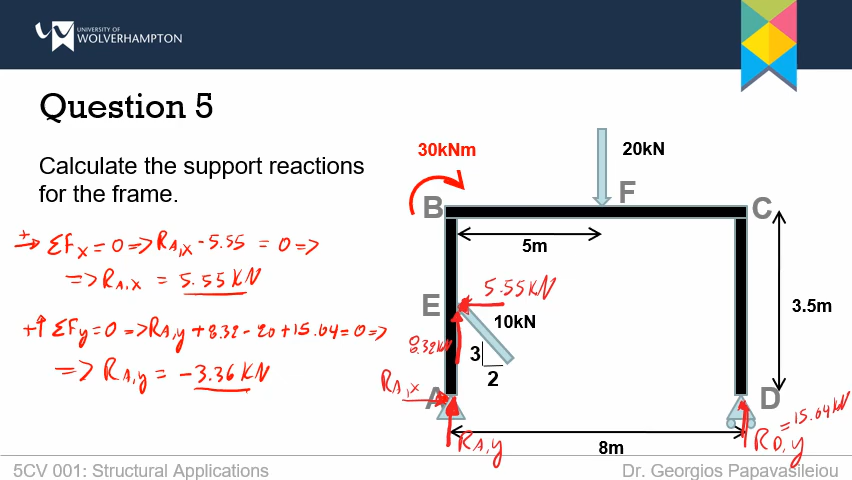 UNIVERSITY OF
WOLVERHAMPTON
Question 5
Calculate the support reactions
for the frame.
+→ ΣFx = 0 => RA,x - 5.55 = 0 =>
=> RA,x = 5.55 KN
+↑ ΣFy = 0 => RA,y + 8.32 - 20 + 15.04 = 0 =>
=> RA,y = -3.36 KN
30kNm
20kN
B
F
C
5m
5.55KN
E
10kN
3.5m
8.32KN
3
2
RA,x
A
D
RA,y
8m
RD,y = 15.04KN
5CV 001: Structural Applications
Dr. Georgios Papavasileiou